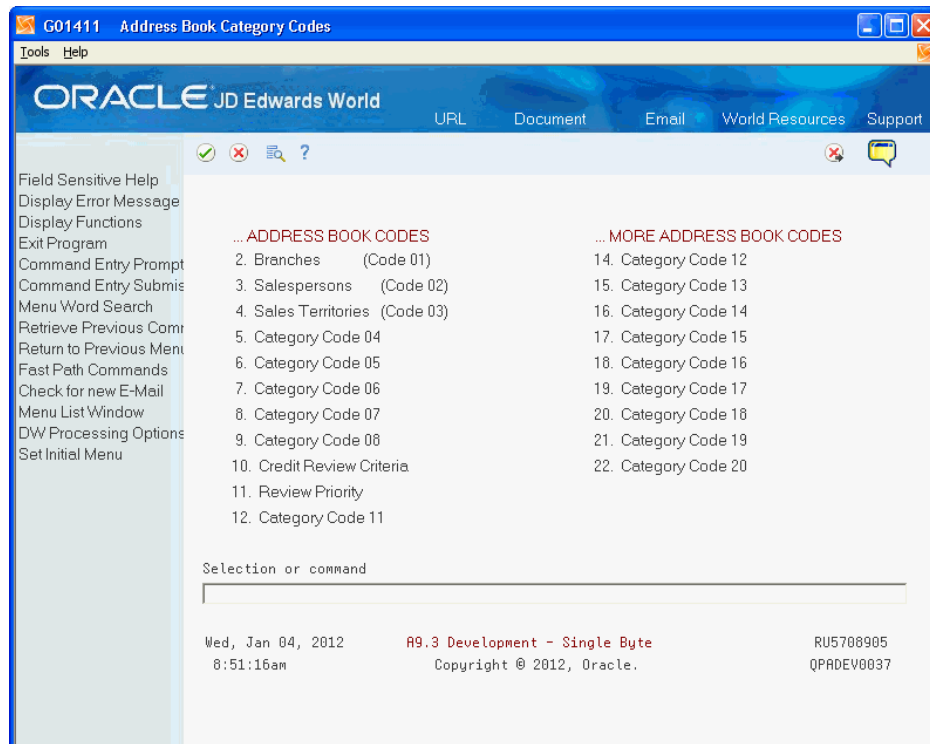 G01411 Address Book Category Codes
Tools Help
ORACLE JD Edwards World
URL Document Email World Resources Support
Field Sensitive Help
Display Error Message
Display Functions
Exit Program
Command Entry Prompt
Command Entry Submis
Menu Word Search
Retrieve Previous Com
Return to Previous Men
Fast Path Commands
Check for new E-Mail
Menu List Window
DW Processing Options
Set Initial Menu
... ADDRESS BOOK CODES
2. Branches (Code 01)
3. Salespersons (Code 02)
4. Sales Territories (Code 03)
5. Category Code 04
6. Category Code 05
7. Category Code 06
8. Category Code 07
9. Category Code 08
10. Credit Review Criteria
11. Review Priority
12. Category Code 11
... MORE ADDRESS BOOK CODES
14. Category Code 12
15. Category Code 13
16. Category Code 14
17. Category Code 15
18. Category Code 16
19. Category Code 17
20. Category Code 18
21. Category Code 19
22. Category Code 20
Selection or command
Wed, Jan 04, 2012 A9.3 Development - Single Byte RU5708905
8:51:16am Copyright © 2012, Oracle. QPADEV0037